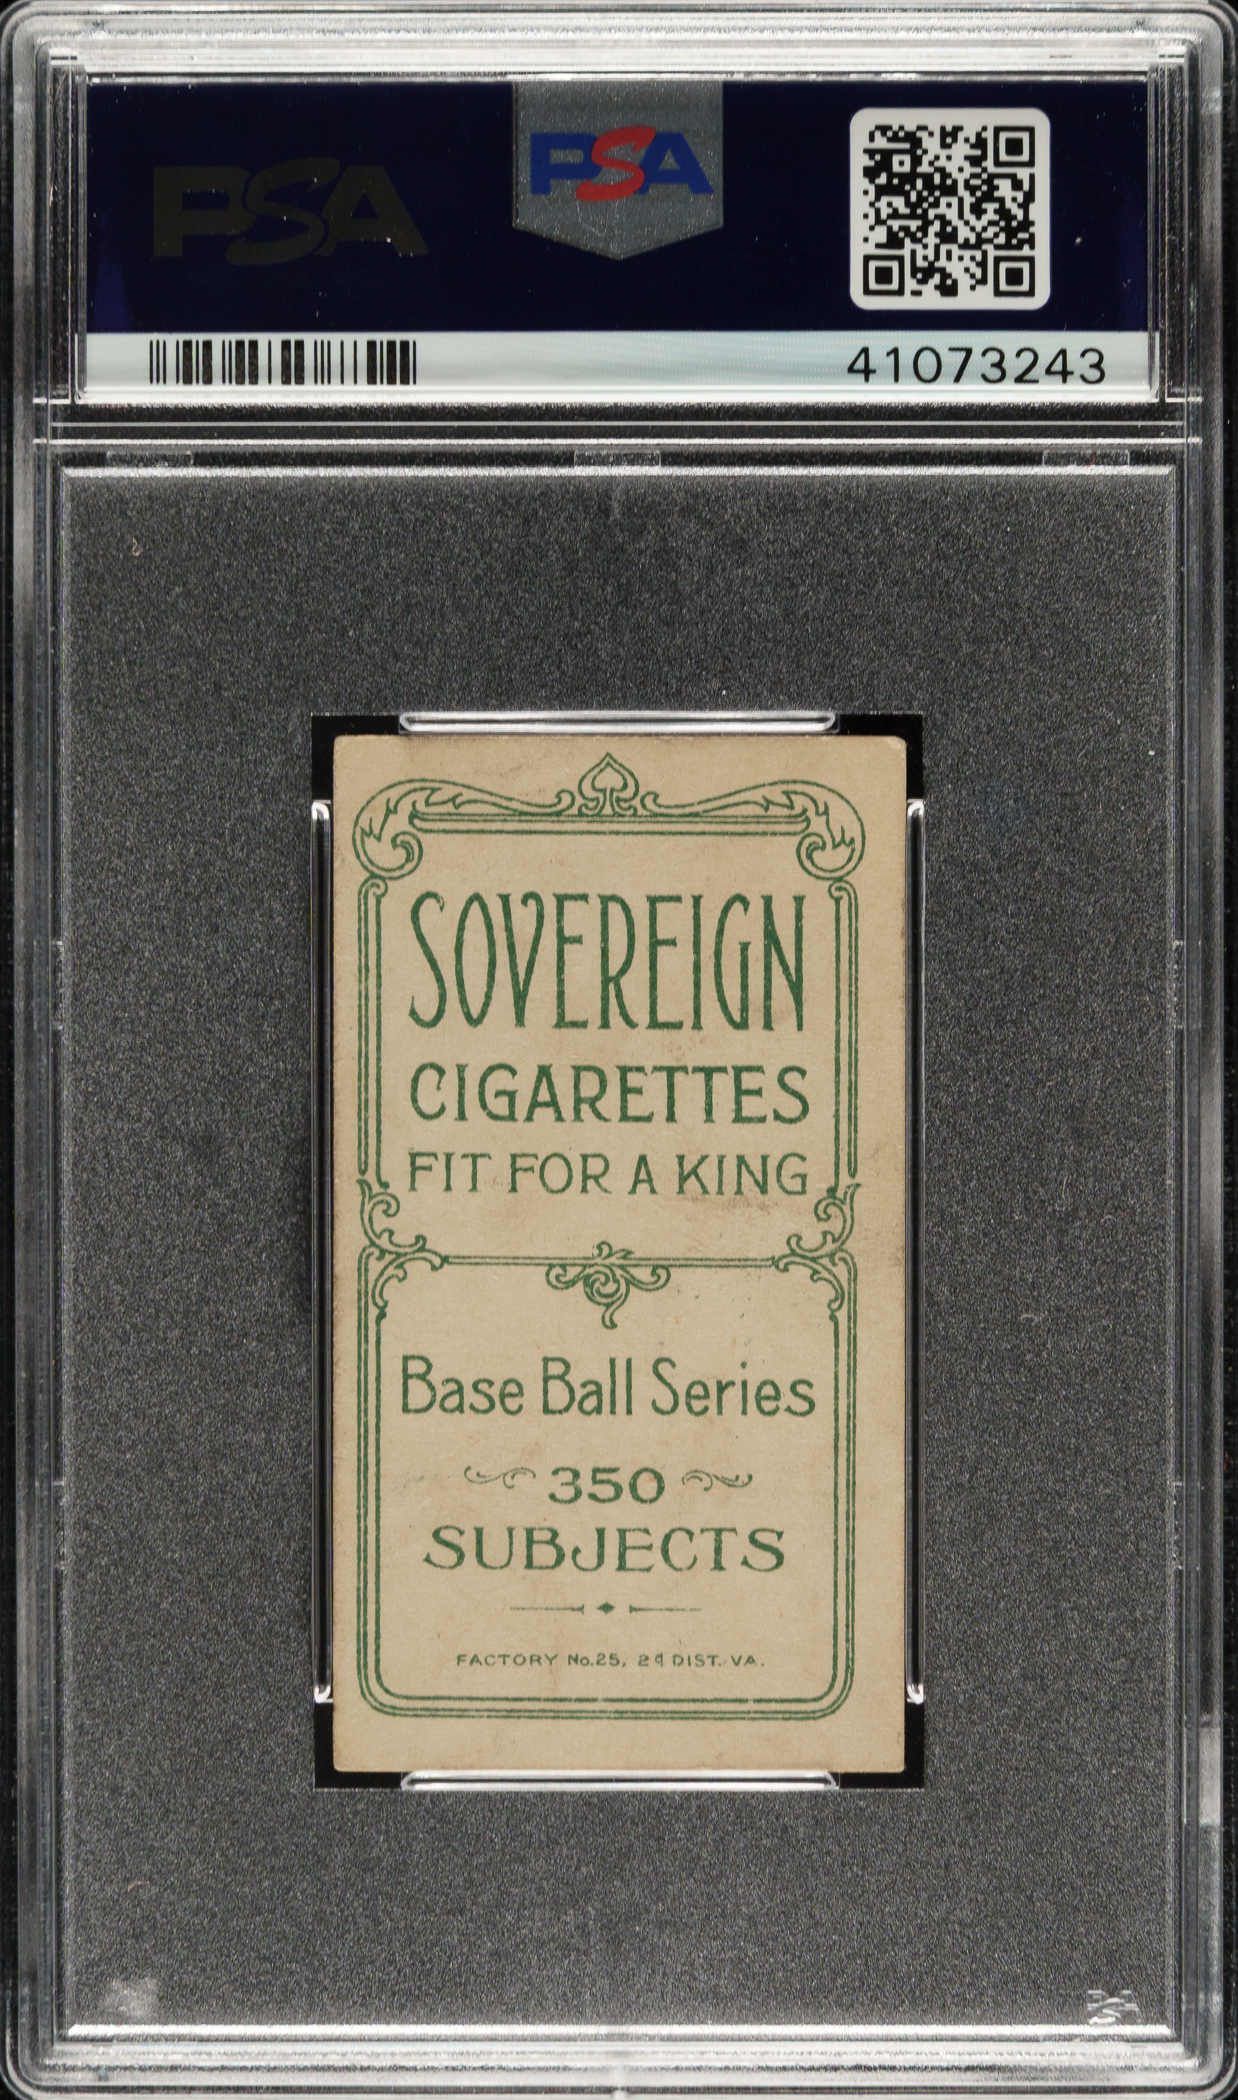 PSA
PSA
41073243
SOVEREIGN
CIGARETTES
FIT FOR A KING
Base Ball Series
350
SUBJECTS
FACTORY No.25, 2d DIST. VA.